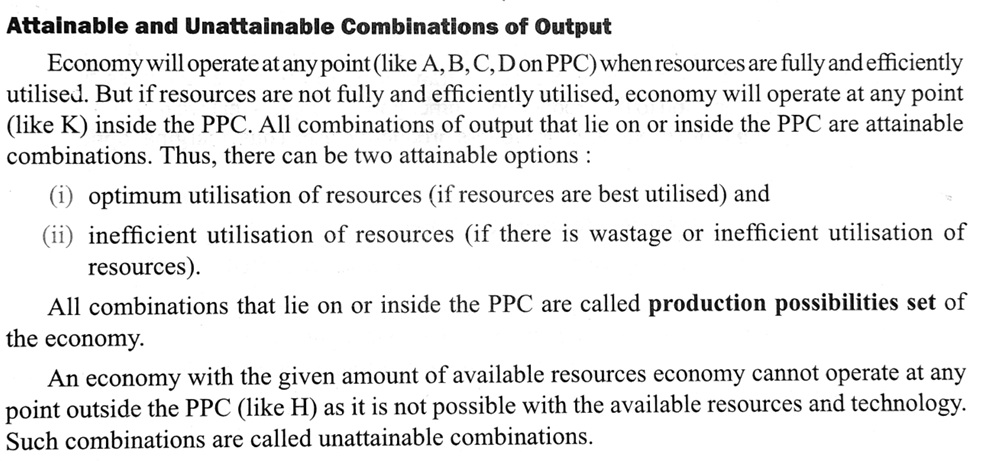 Attainable and Unattainable Combinations of Output
Economy will operate at any point (like A, B, C, D on PPC) when resources are fully and efficiently
utilised. But if resources are not fully and efficiently utilised, economy will operate at any point
(like K) inside the PPC. All combinations of output that lie on or inside the PPC are attainable
combinations. Thus, there can be two attainable options :
(i) optimum utilisation of resources (if resources are best utilised) and
(ii) inefficient utilisation of resources (if there is wastage or inefficient utilisation of
resources).
All combinations that lie on or inside the PPC are called production possibilities set of
the economy.
An economy with the given amount of available resources economy cannot operate at any
point outside the PPC (like H) as it is not possible with the available resources and technology.
Such combinations are called unattainable combinations.